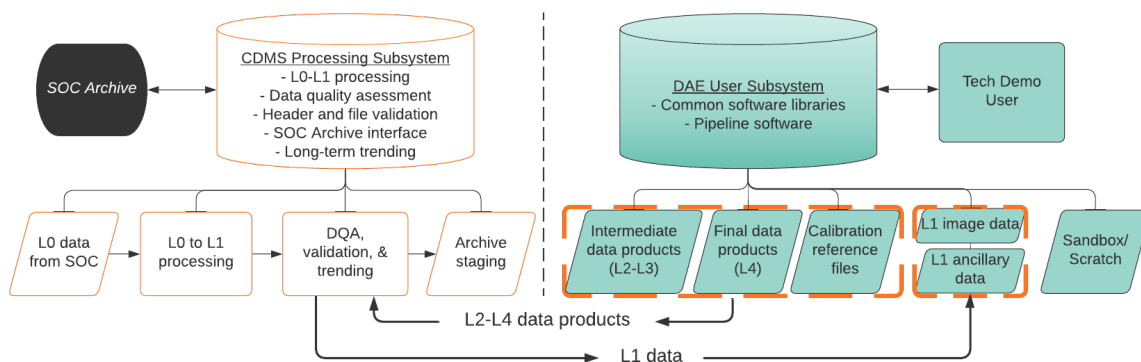 SOC Archive
CDMS Processing Subsystem
- L0-L1 processing
- Data quality asessment
- Header and file validation
- SOC Archive interface
- Long-term trending
DAE User Subsystem
- Common software libraries
- Pipeline software
Tech Demo
User
L0 data
from SOC
L0 to L1
processing
DQA,
validation, &
trending
Archive
staging
Intermediate
data products
(L2-L3)
Final data
products
(L4)
Calibration
reference
files
L1 image data
L1 ancillary
data
Sandbox/
Scratch
L2-L4 data products
L1 data